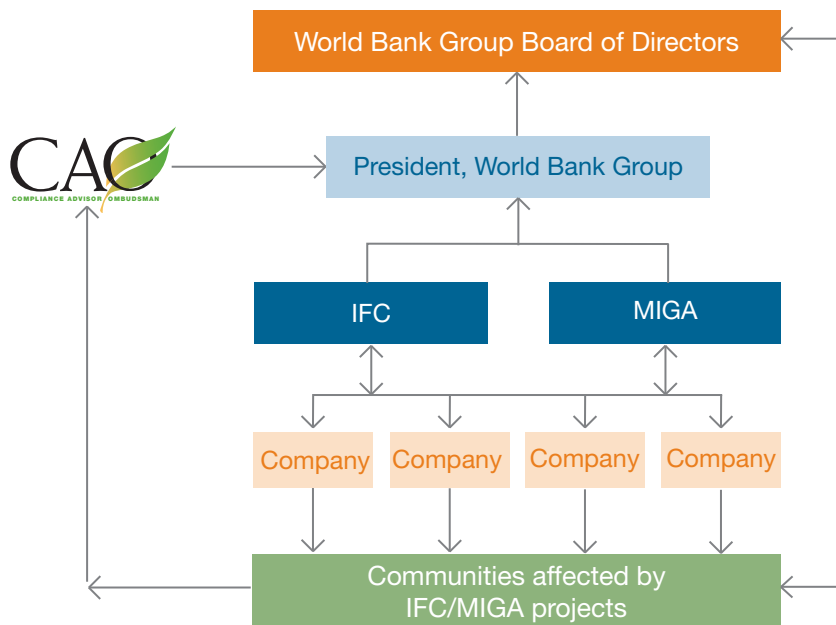 World Bank Group Board of Directors
CAO
COMPLIANCE ADVISOR OMBUDSMAN
President, World Bank Group
IFC
MIGA
Company
Company
Company
Company
Communities affected by
IFC/MIGA projects